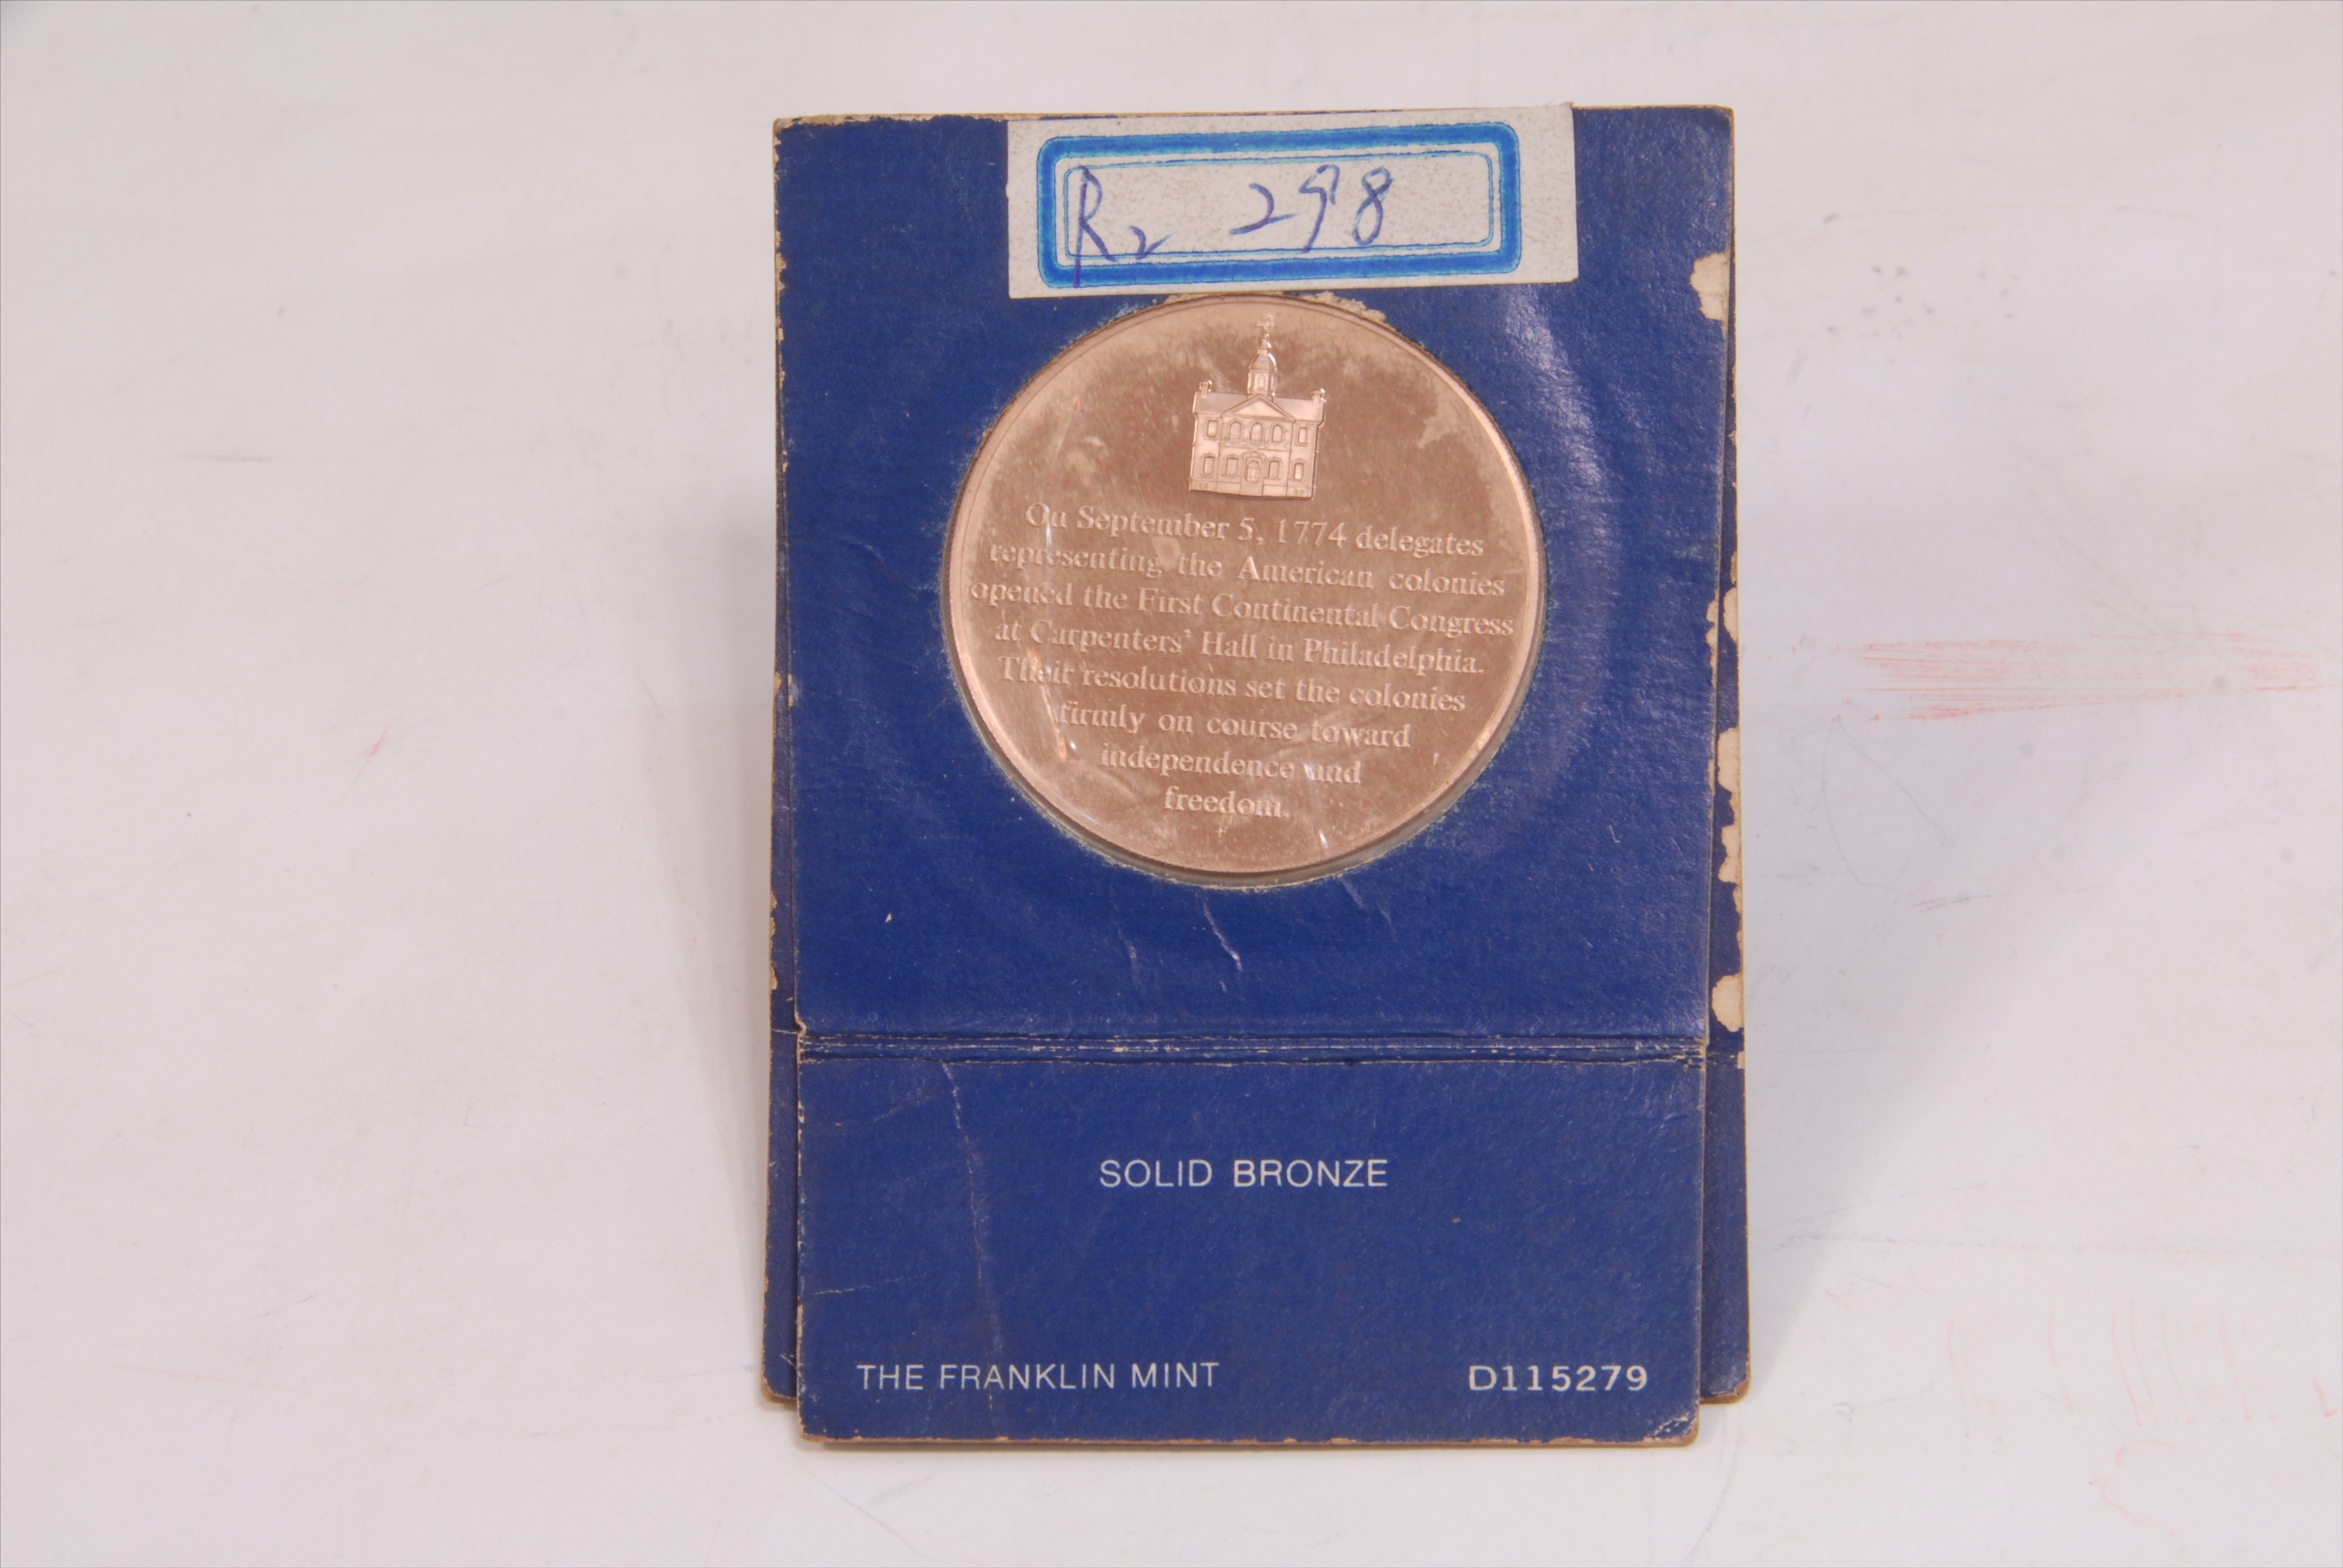 R2 298
On September 5, 1774 delegates
representing the American colonies
opened the First Continental Congress
at Carpenters' Hall in Philadelphia.
Their resolutions set the colonies
firmly on course toward
independence and
freedom.
SOLID BRONZE
THE FRANKLIN MINT D115279